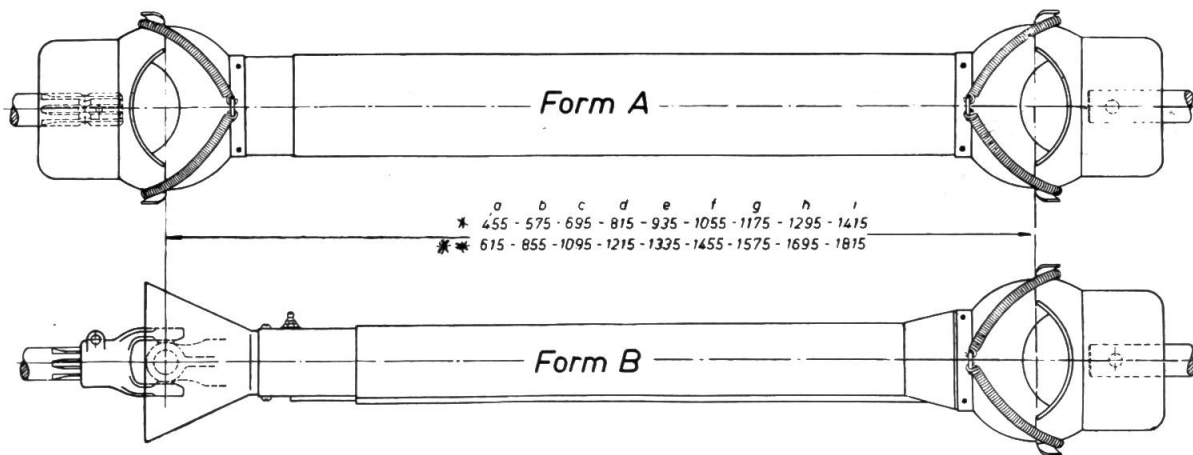 Form A
a b c d e f g h i
* 455 - 575 - 695 - 815 - 935 - 1055 - 1175 - 1295 - 1415
** 615 - 855 - 1095 - 1215 - 1335 - 1455 - 1575 - 1695 - 1815
Form B